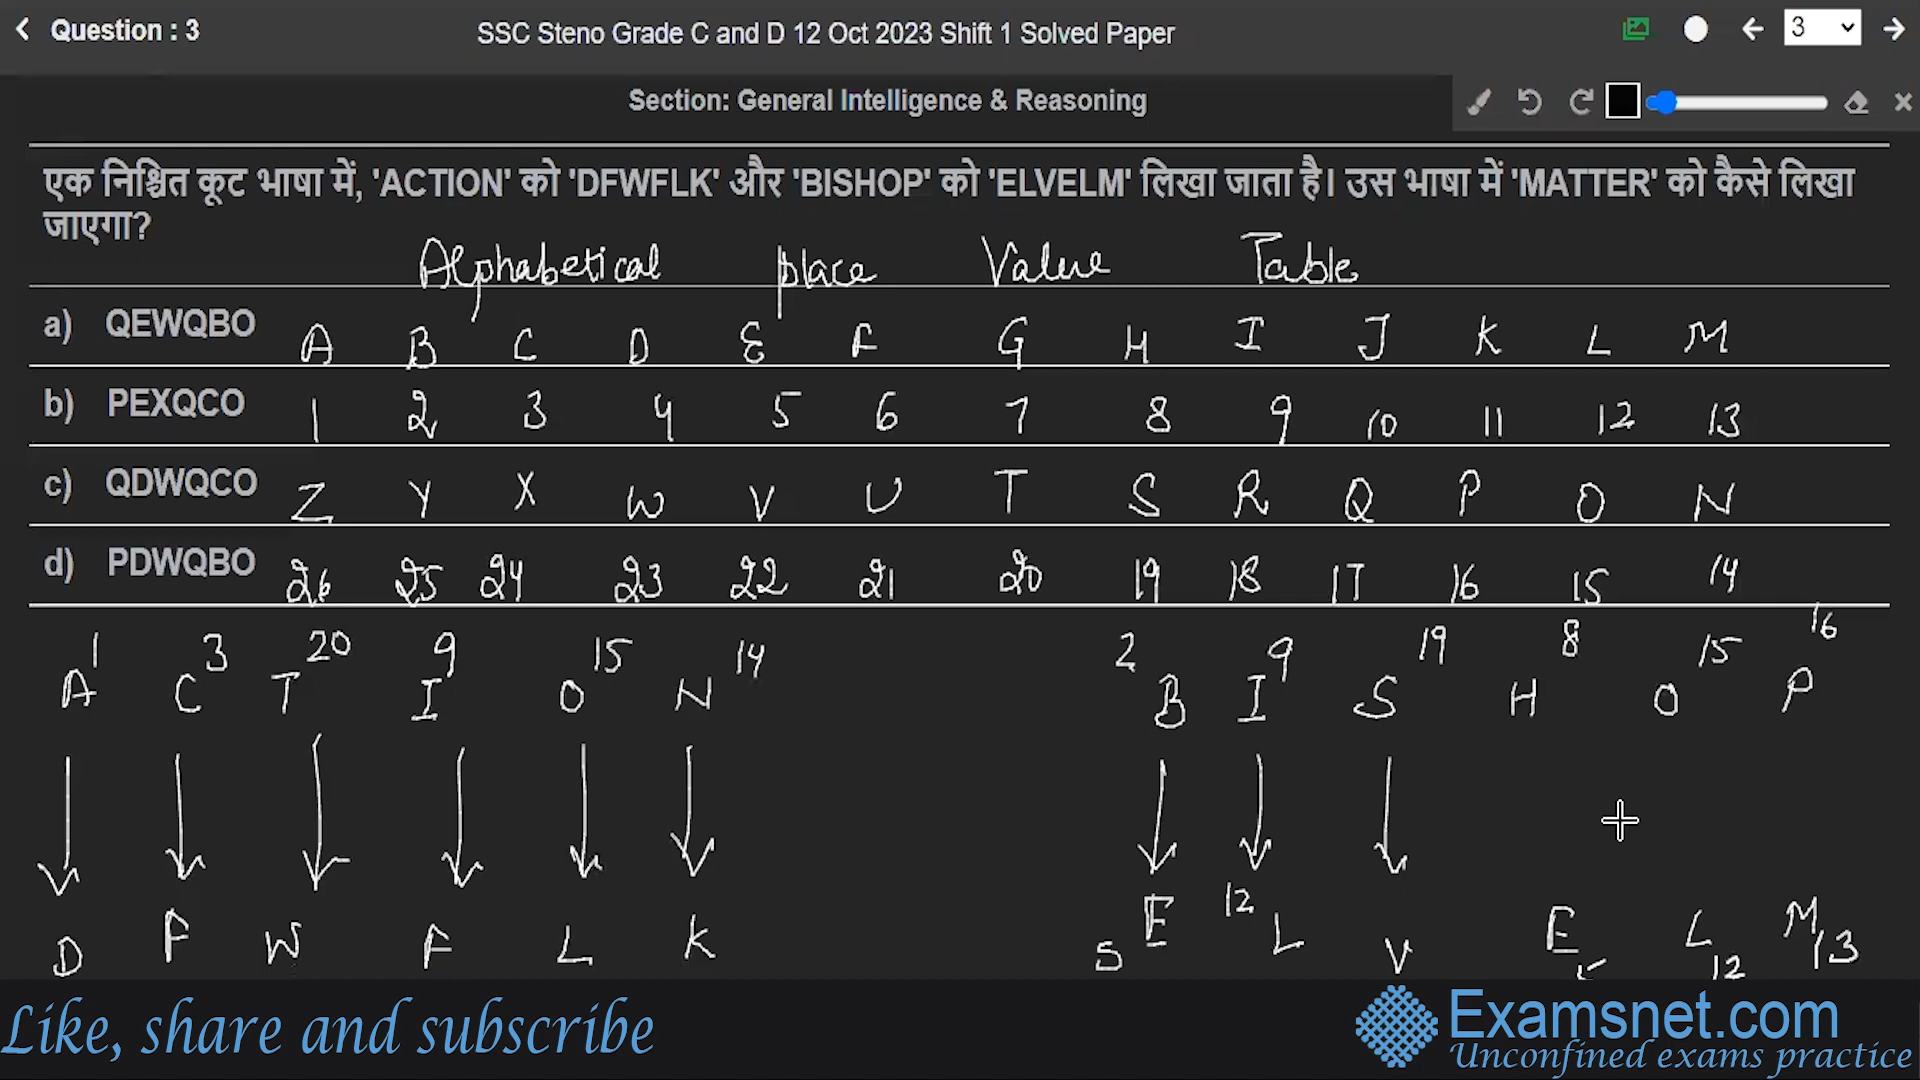 Question : 3
SSC Steno Grade C and D 12 Oct 2023 Shift 1 Solved Paper
3
Section: General Intelligence & Reasoning
एक निश्चित कूट भाषा में, 'ACTION' को 'DFWFLK' और 'BISHOP' को 'ELVELM' लिखा जाता है। उस भाषा में 'MATTER' को कैसे लिखा
जाएगा?
Alphabetical place Value Table
a) QEWQBO
A B C D E F G H I J K L M
b) PEXQCO
1 2 3 4 5 6 7 8 9 10 11 12 13
c) QDWQCO
Z Y X W V U T S R Q P O N
d) PDWQBO
26 25 24 23 22 21 20 19 18 17 16 15 14
1 3 20 9 15 14 2 9 19 8 15 16
A C T I O N B I S H O P
D F W F L K E 12 L V E L M
5 12 13
Like, share and subscribe
Examsnet.com
Unconfined exams practice